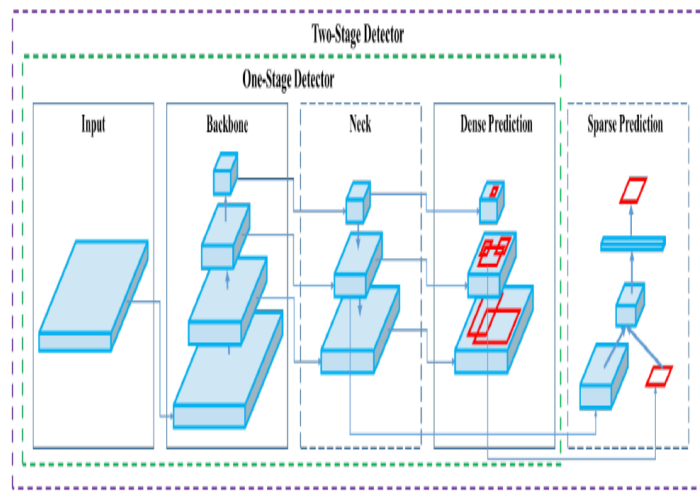 Two-Stage Detector
One-Stage Detector
Input
Backbone
Neck
Dense Prediction
Sparse Prediction